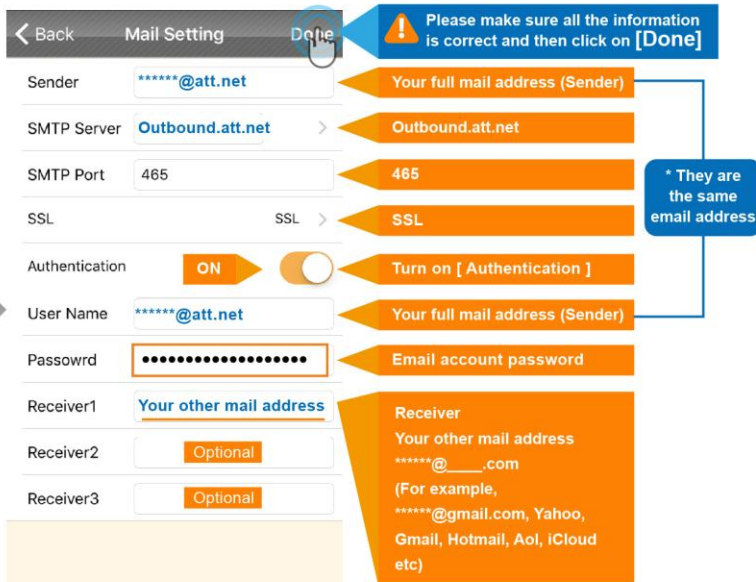 Back
Mail Setting
Done
Please make sure all the information
is correct and then click on [Done]
Sender
******@att.net
Your full mail address (Sender)
SMTP Server
Outbound.att.net
Outbound.att.net
SMTP Port
465
465
SSL
SSL
SSL
Authentication
ON
Turn on [ Authentication ]
User Name
******@att.net
Your full mail address (Sender)
* They are
the same
email address
Passowrd
●●●●●●●●●●●●●●●●●●●
Email account password
Receiver1
Your other mail address
Receiver2
Optional
Receiver3
Optional
Receiver
Your other mail address
******@____.com
(For example,
******@gmail.com, Yahoo,
Gmail, Hotmail, Aol, iCloud
etc)